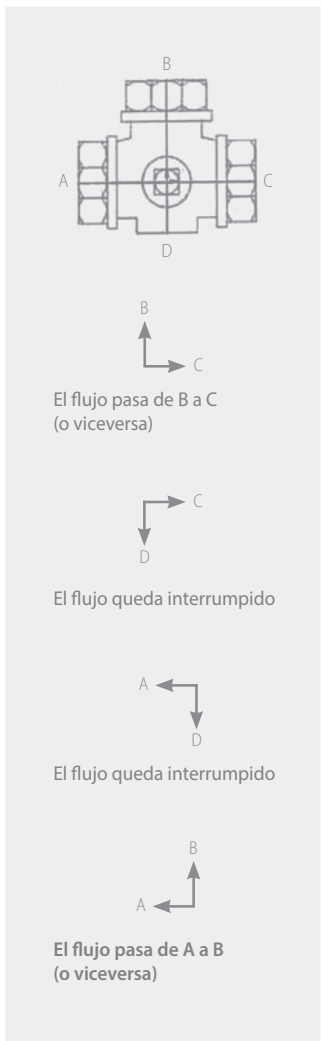 B
A C
D
B
C
El flujo pasa de B a C
(o viceversa)
C
D
El flujo queda interrumpido
A
D
El flujo queda interrumpido
B
A
El flujo pasa de A a B
(o viceversa)